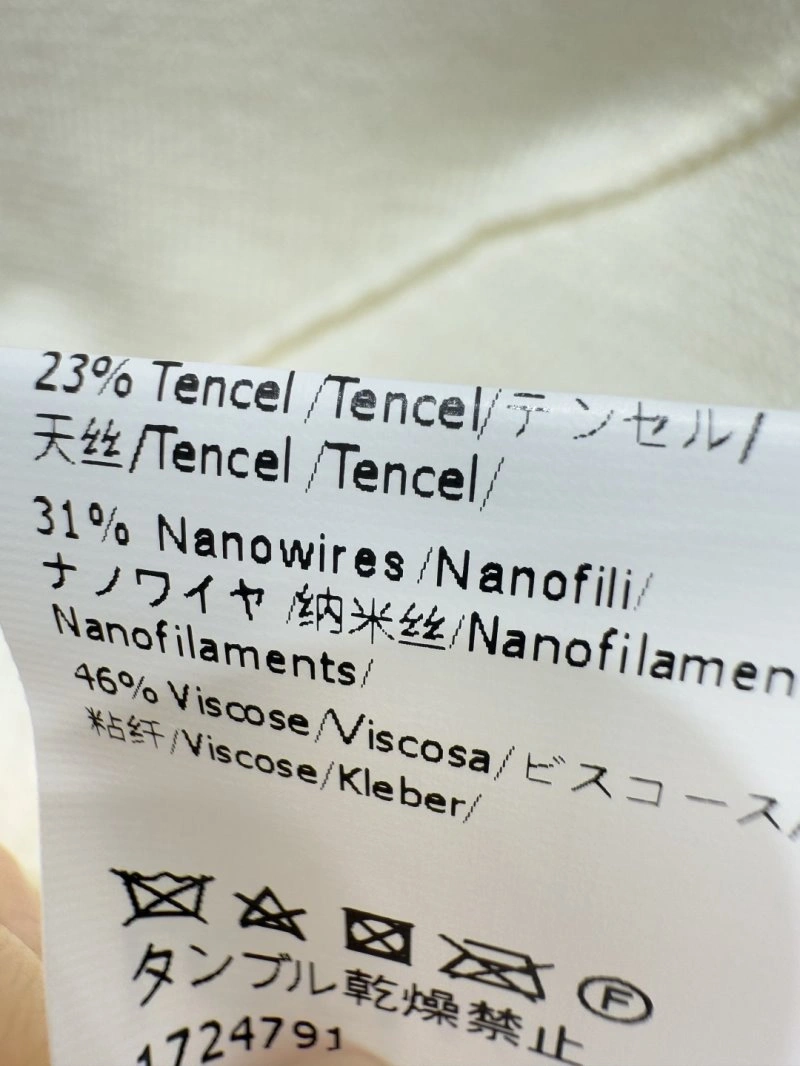 23% Tencel /Tencel/テンセル/
天丝/Tencel /Tencel/
31% Nanowires /Nanofili/
ナノワイヤ /纳米丝/Nanofilamen
Nanofilaments/
46% Viscose/Viscosa/ビスコース/
粘纤/Viscose/Kleber/
F
タンブル乾燥禁止
1724791